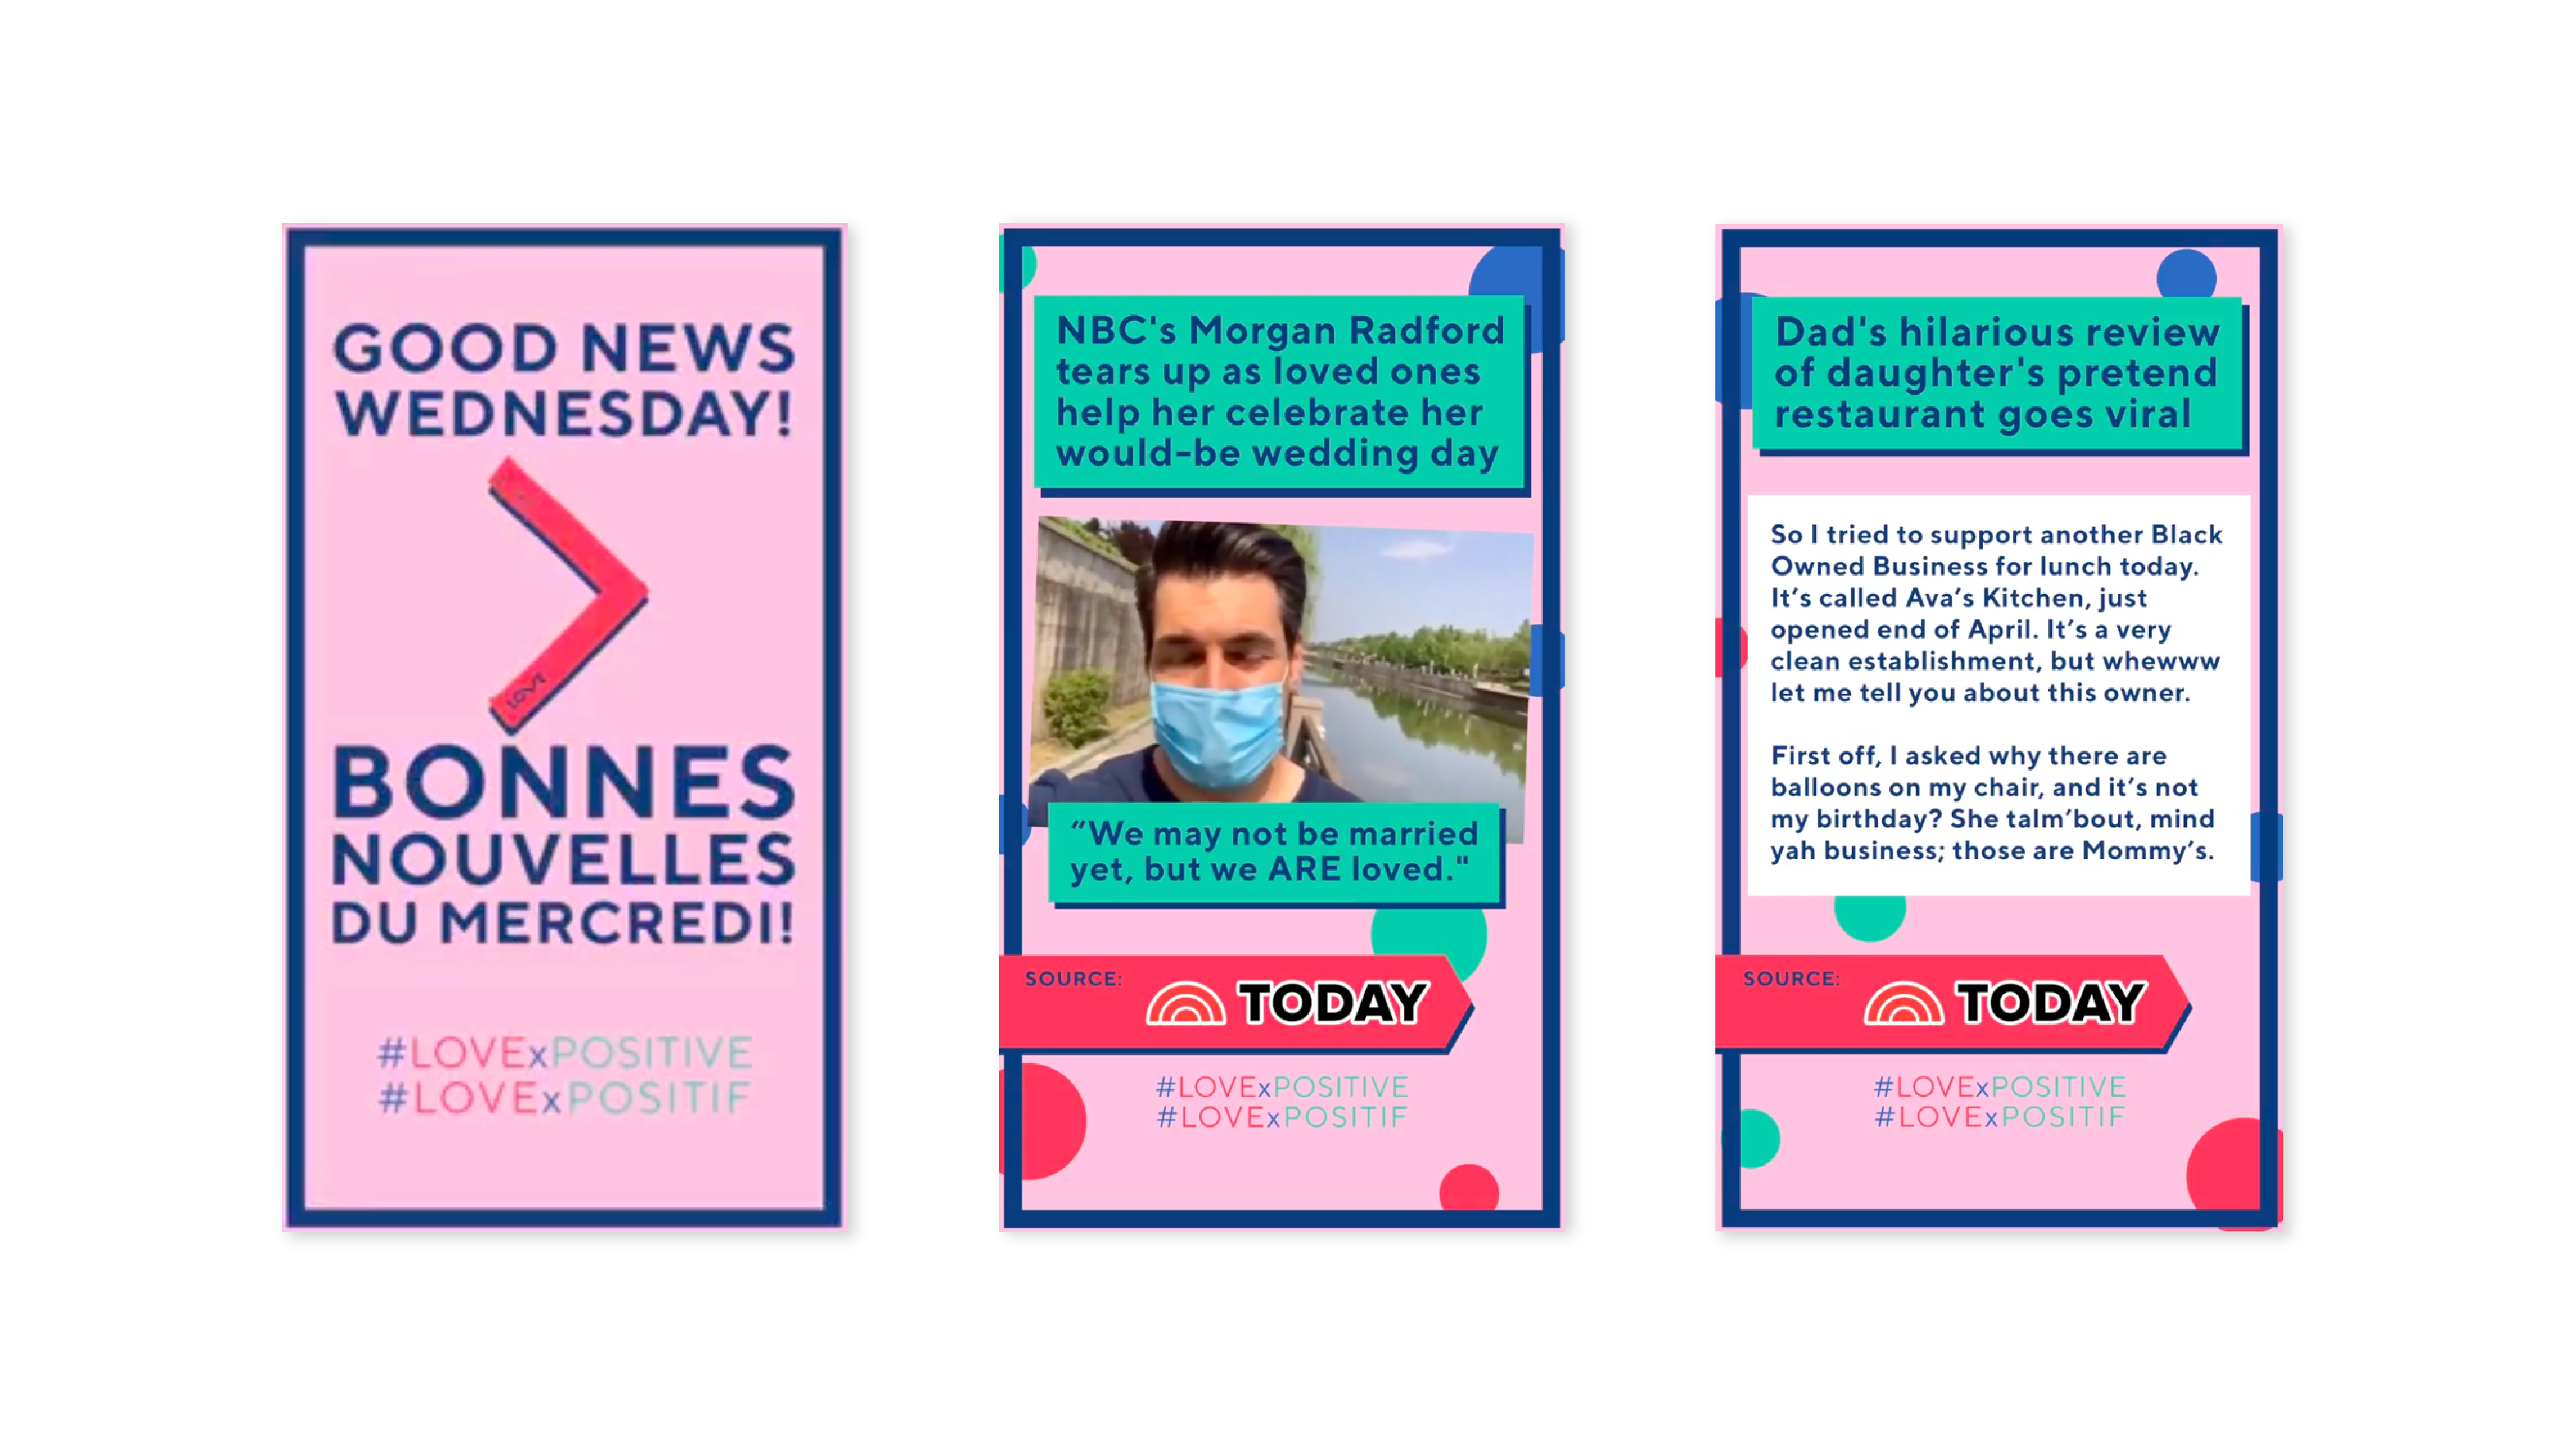 GOOD NEWS
WEDNESDAY!
LOVE
BONNES
NOUVELLES
DU MERCREDI!
#LOVExPOSITIVE
#LOVExPOSITIF
NBC's Morgan Radford
tears up as loved ones
help her celebrate her
would-be wedding day
“We may not be married
yet, but we ARE loved."
SOURCE:
TODAY
#LOVExPOSITIVE
#LOVExPOSITIF
Dad's hilarious review
of daughter's pretend
restaurant goes viral
So I tried to support another Black
Owned Business for lunch today.
It’s called Ava’s Kitchen, just
opened end of April. It’s a very
clean establishment, but whewww
let me tell you about this owner.
First off, I asked why there are
balloons on my chair, and it’s not
my birthday? She talm’bout, mind
yah business; those are Mommy’s.
SOURCE:
TODAY
#LOVExPOSITIVE
#LOVExPOSITIF